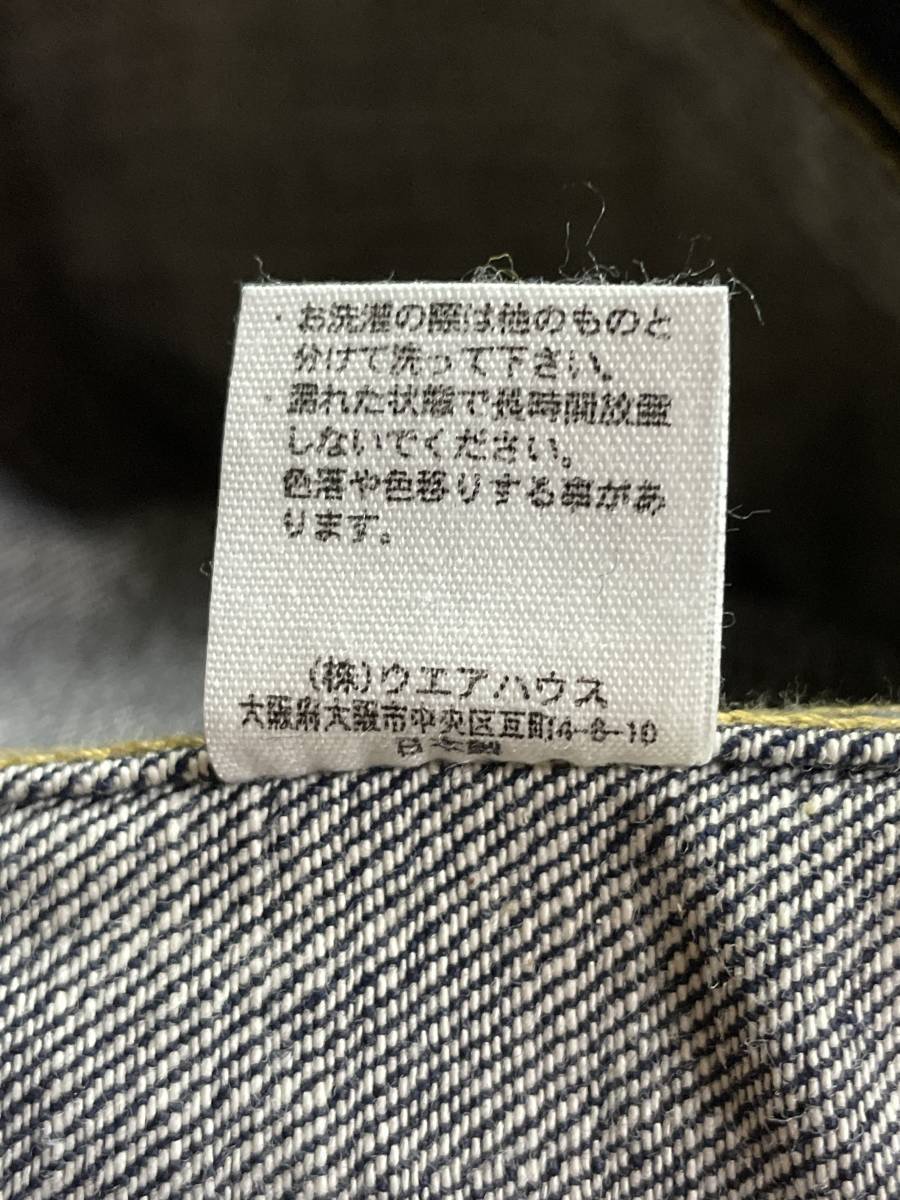 ・お洗濯の際は他のものと
分けて洗って下さい。
・濡れた状態で長時間放置
しないでください。
色落や色移りする事があ
ります。
(株)ウエアハウス
大阪府大阪市中央区瓦町4-8-10
日本製